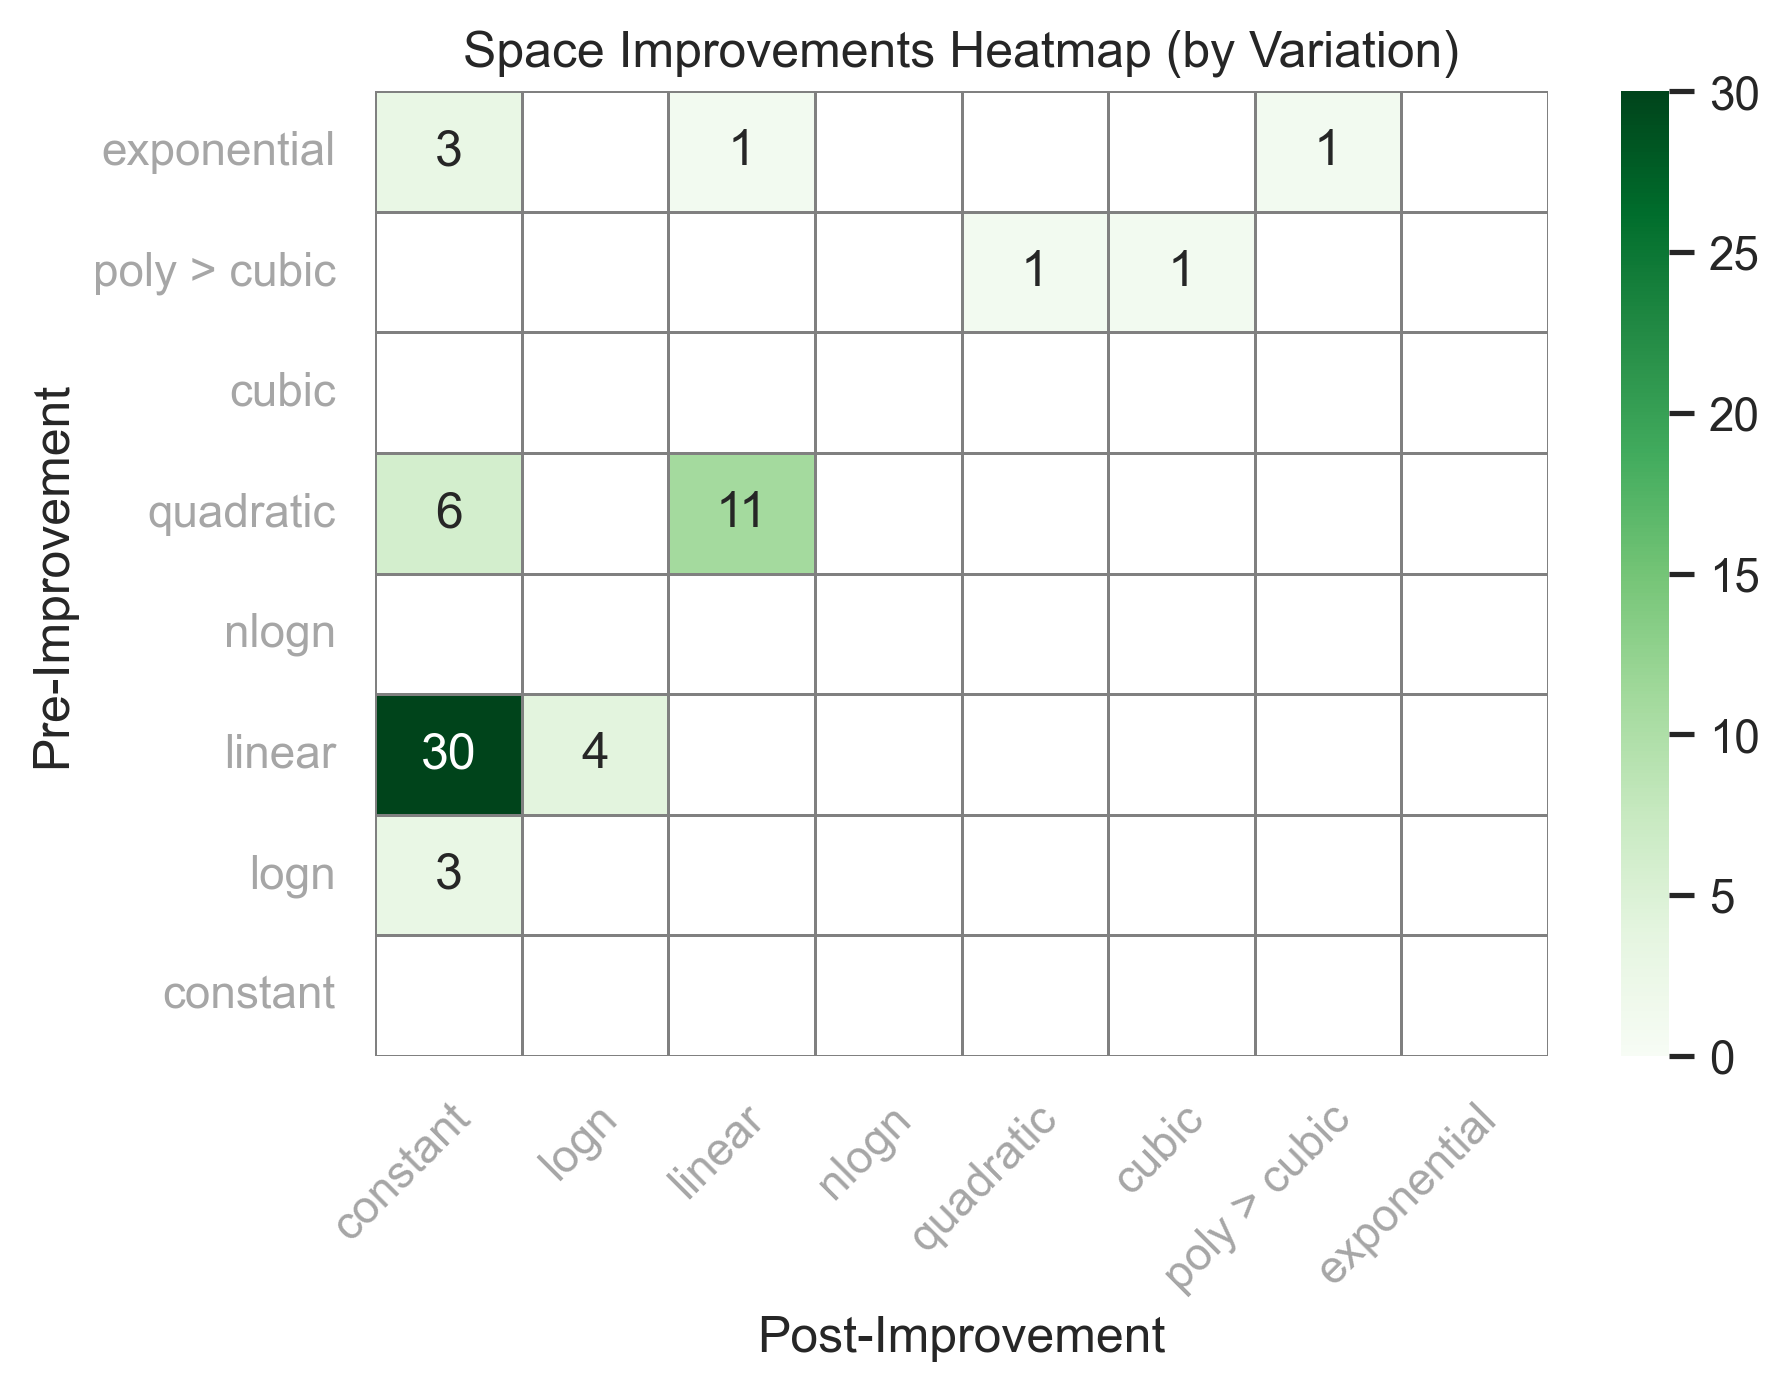 Space Improvements Heatmap (by Variation)
Pre-Improvement
exponential
3
1
1
poly > cubic
1
1
cubic
quadratic
6
11
nlogn
linear
30
4
logn
3
constant
constant
logn
linear
nlogn
quadratic
cubic
poly > cubic
exponential
Post-Improvement
30
25
20
15
10
5
0